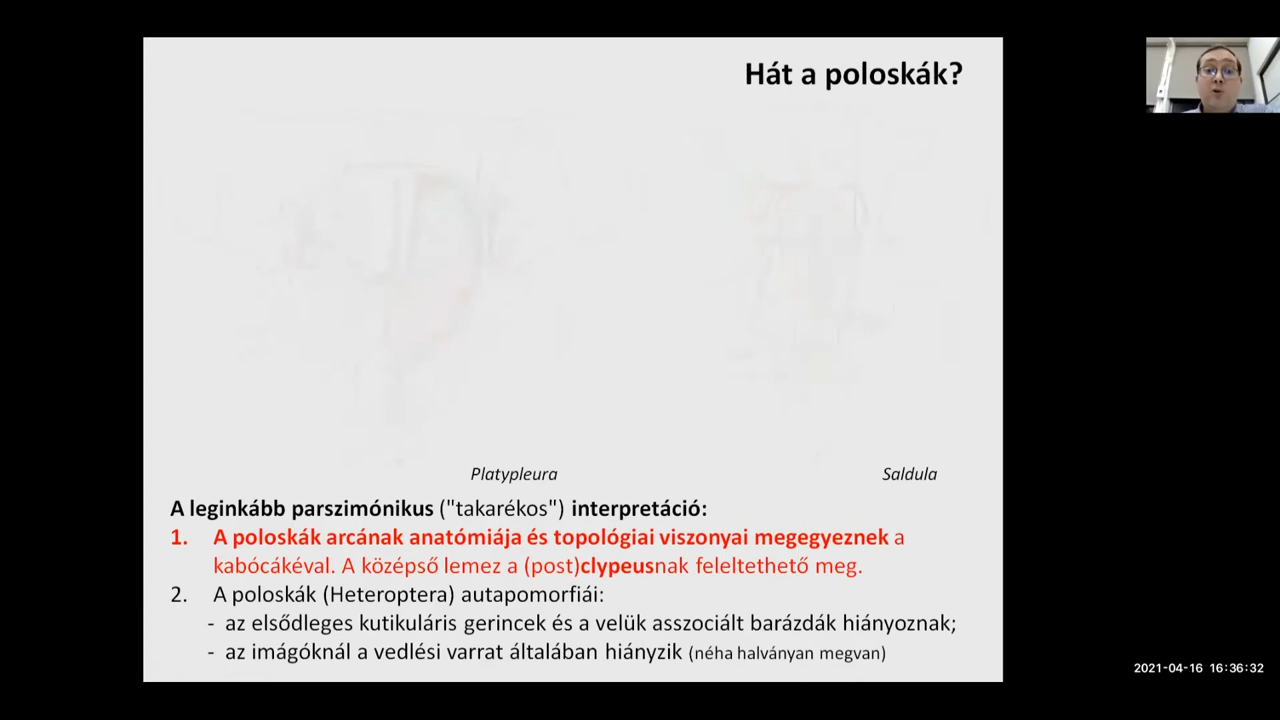 Hát a poloskák?
Platypleura
Saldula
A leginkább parszimónikus ("takarékos") interpretáció:
1. A poloskák arcának anatómiája és topológiai viszonyai megegyeznek a
kabócákéval. A középső lemez a (post)clypeusnak feleltethető meg.
2. A poloskák (Heteroptera) autapomorfiái:
- az elsődleges kutikuláris gerincek és a velük asszociált barázdák hiányoznak;
- az imágóknál a vedlési varrat általában hiányzik (néha halványan megvan)
2021-04-16 16:36:32